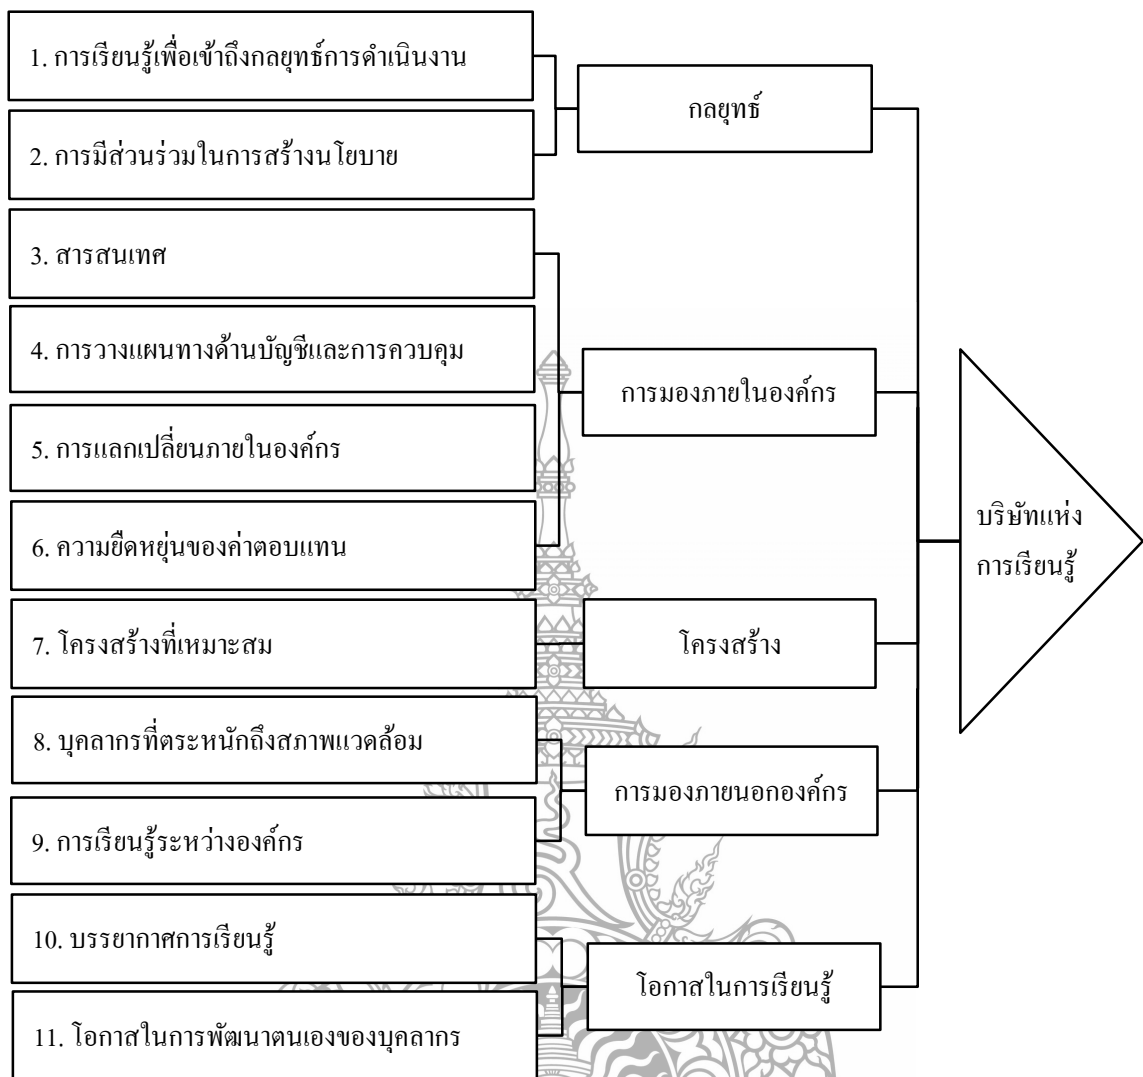 1. การเรียนรู้เพื่อเข้าถึงกลยุทธ์การดำเนินงาน
2. การมีส่วนร่วมในการสร้างนโยบาย
กลยุทธ์
3. สารสนเทศ
4. การวางแผนทางด้านบัญชีและการควบคุม
5. การแลกเปลี่ยนภายในองค์กร
6. ความยืดหยุ่นของค่าตอบแทน
การมองภายในองค์กร
7. โครงสร้างที่เหมาะสม
โครงสร้าง
8. บุคลากรที่ตระหนักถึงสภาพแวดล้อม
9. การเรียนรู้ระหว่างองค์กร
การมองภายนอกองค์กร
10. บรรยากาศการเรียนรู้
11. โอกาสในการพัฒนาตนเองของบุคลากร
โอกาสในการเรียนรู้
บริษัทแห่ง
การเรียนรู้